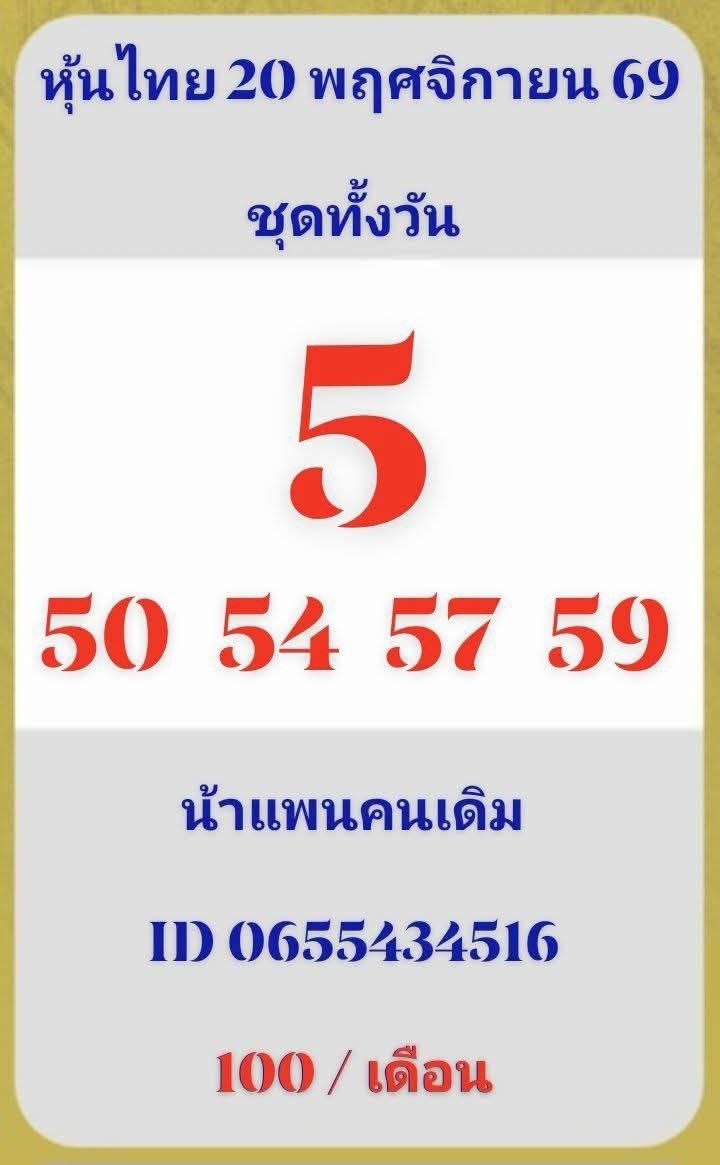 หุ้นไทย 20 พฤศจิกายน 69
ชุดทั้งวัน
5
50 54 57 59
น้าแพนคนเดิม
ID 0655434516
100 / เดือน